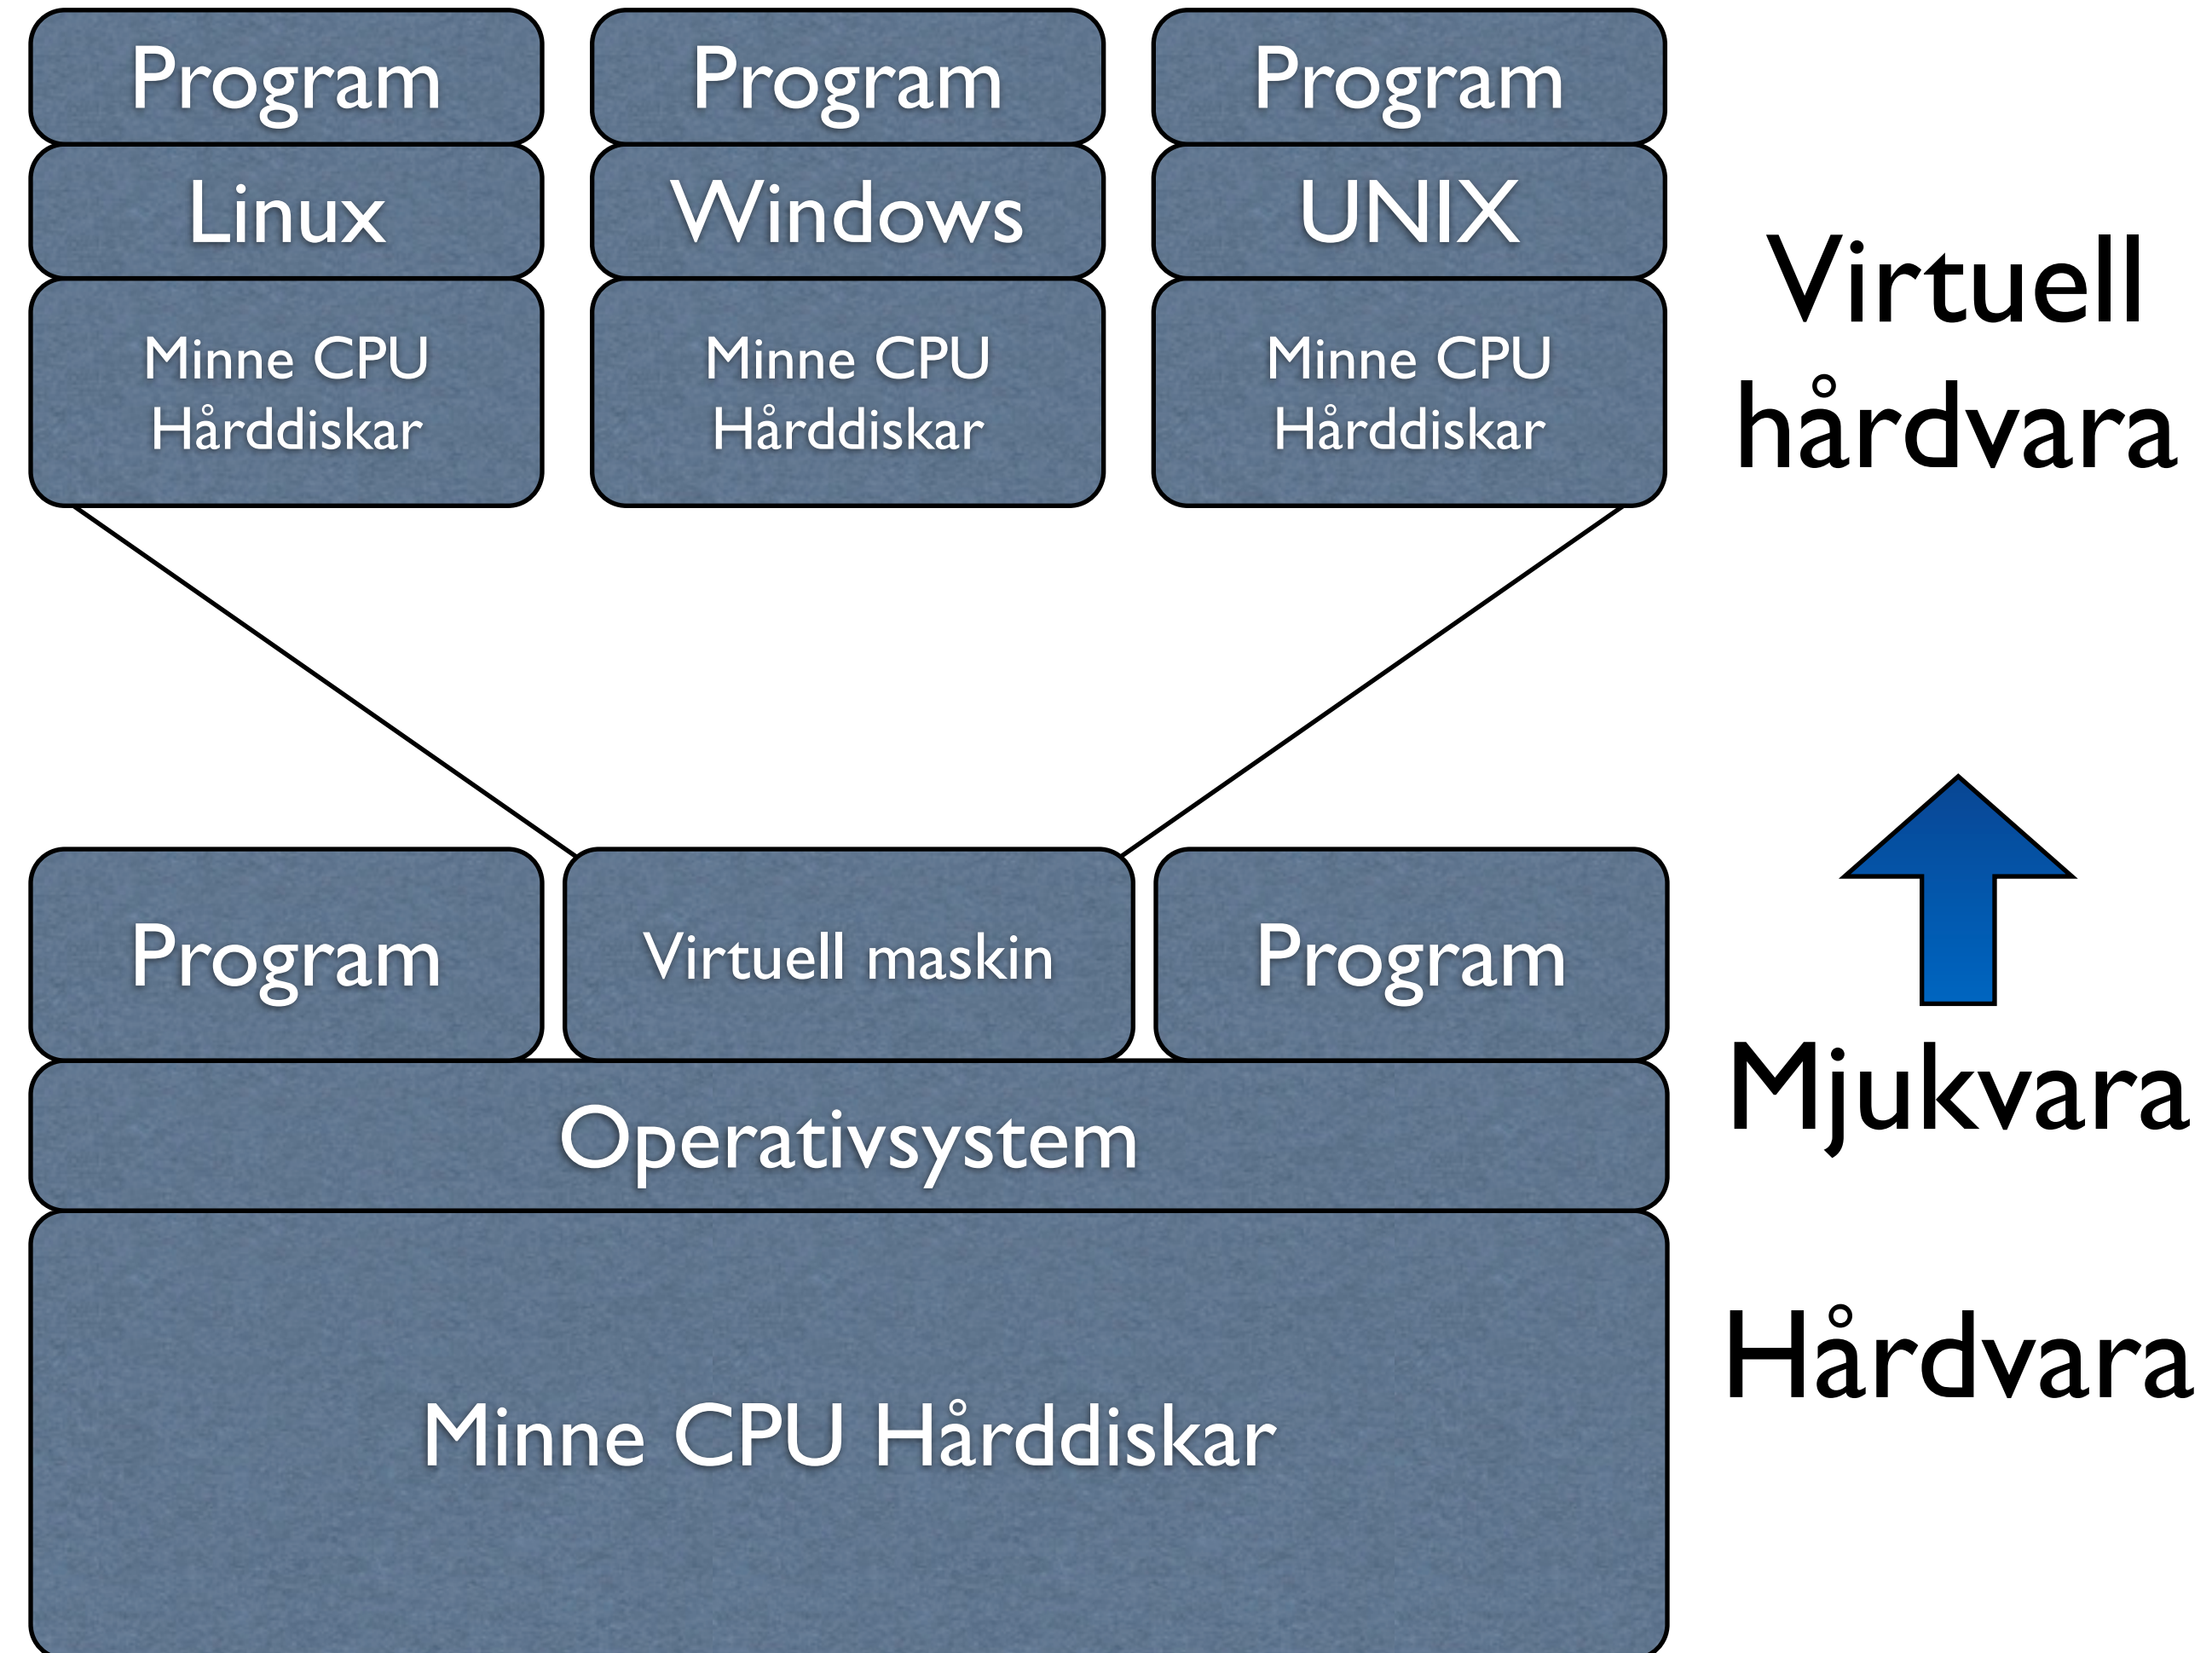 Program
Program
Program
Linux
Windows
UNIX
Minne CPU
Hårddiskar
Minne CPU
Hårddiskar
Minne CPU
Hårddiskar
Virtuell
hårdvara
Program
Virtuell maskin
Program
Mjukvara
Operativsystem
Hårdvara
Minne CPU Hårddiskar